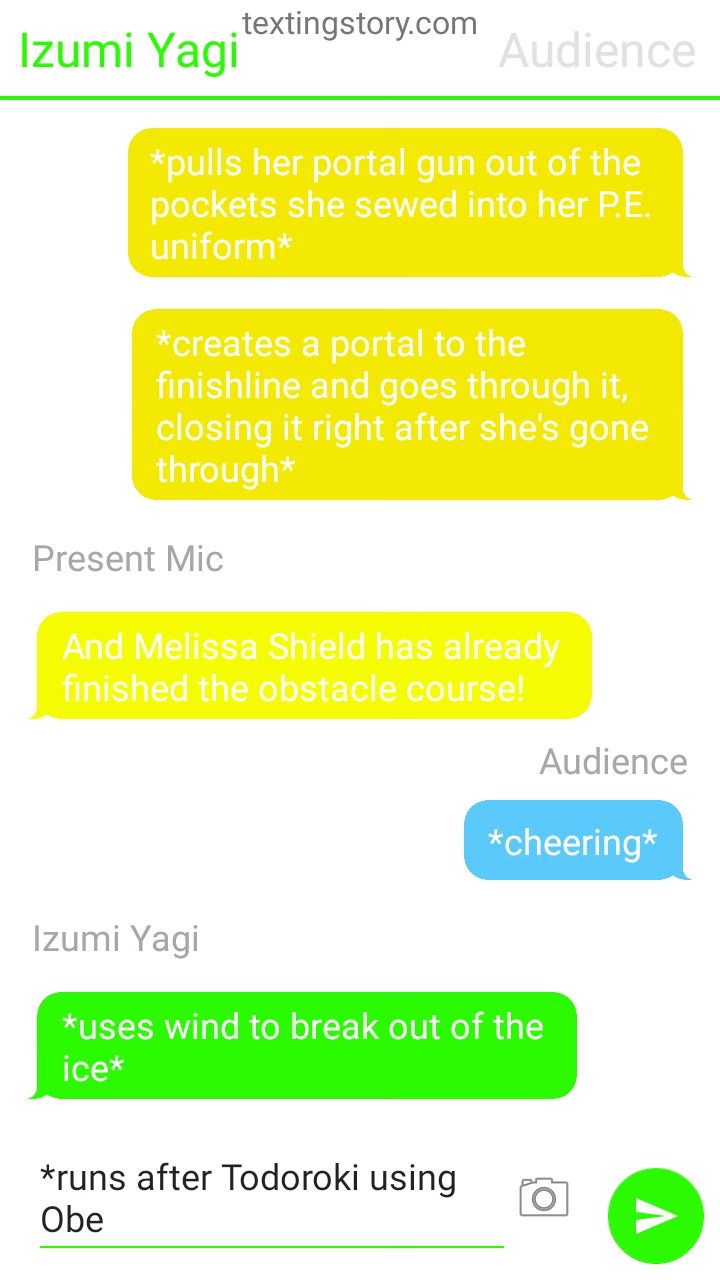 textingstory.com
Izumi Yagi
Audience
*pulls her portal gun out of the
pockets she sewed into her P.E.
uniform*
*creates a portal to the
finishline and goes through it,
closing it right after she's gone
through*
Present Mic
And Melissa Shield has already
finished the obstacle course!
Audience
*cheering*
Izumi Yagi
*uses wind to break out of the
ice*
*runs after Todoroki using
Obe